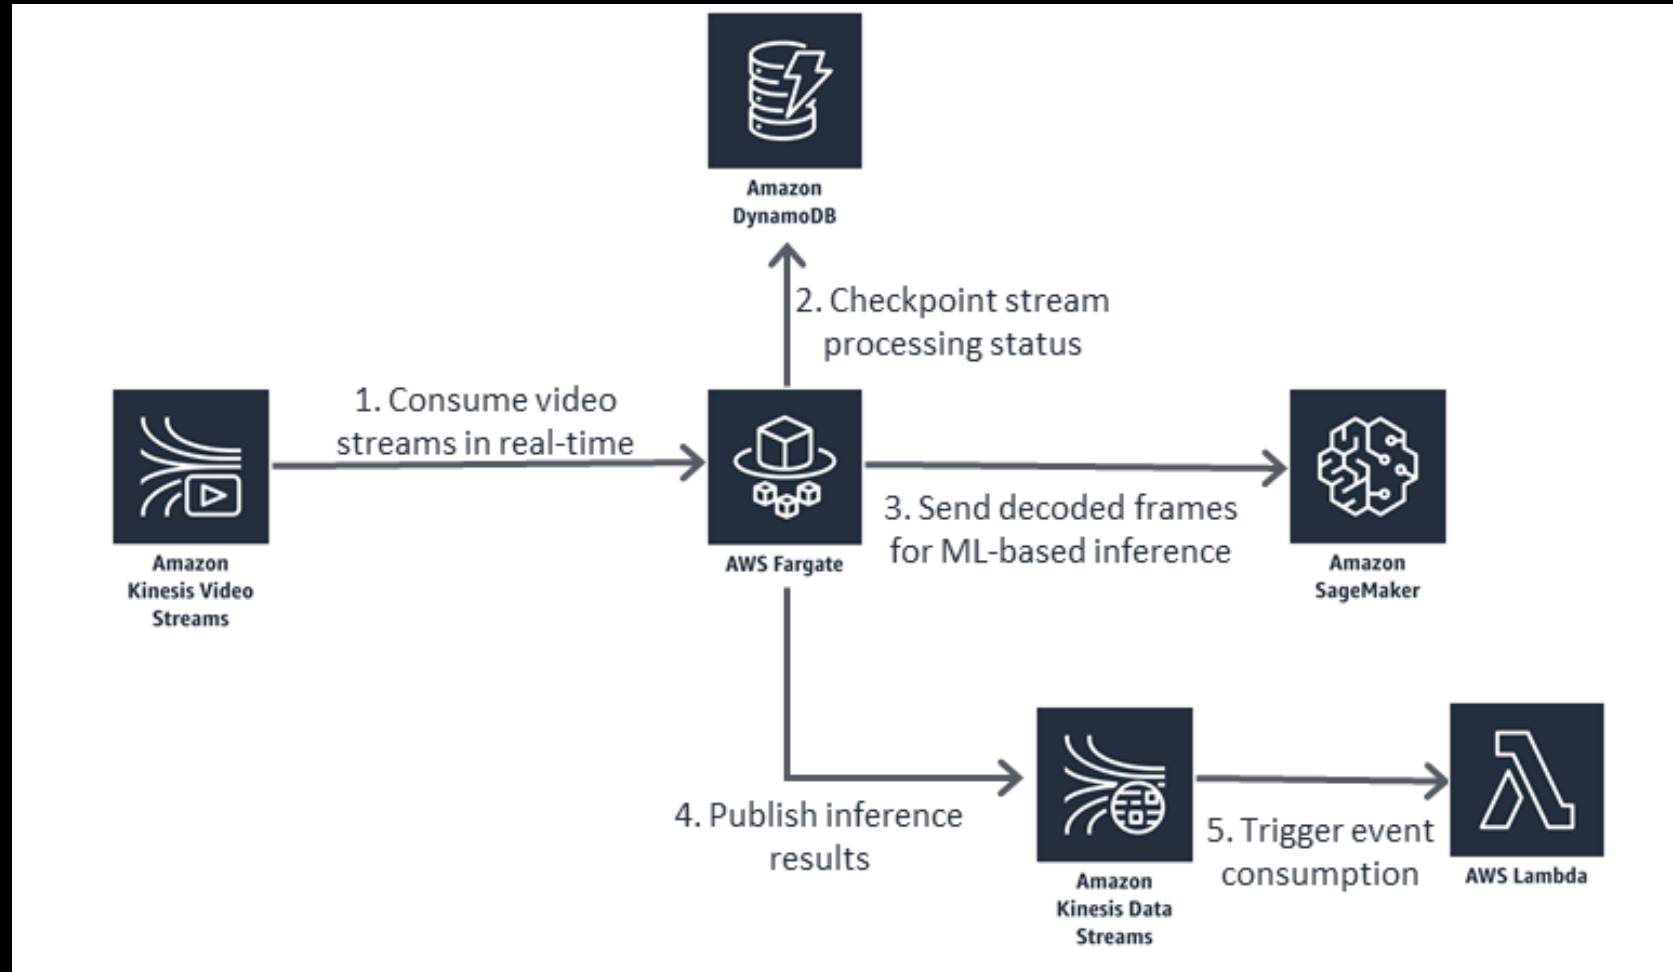 Amazon
DynamoDB
2. Checkpoint stream
processing status
1. Consume video
streams in real-time
Amazon
Kinesis Video
Streams
AWS Fargate
3. Send decoded frames
for ML-based inference
Amazon
SageMaker
4. Publish inference
results
Amazon
Kinesis Data
Streams
5. Trigger event
consumption
AWS Lambda